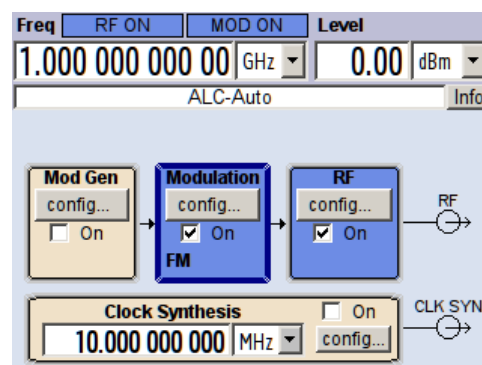 Freq RF ON MOD ON Level
1.000 000 000 00 GHz 0.00 dBm
ALC-Auto Info
Mod Gen Modulation RF
config... config... config... RF
On On On
FM
Clock Synthesis On CLK SYN
10.000 000 000 MHz config...